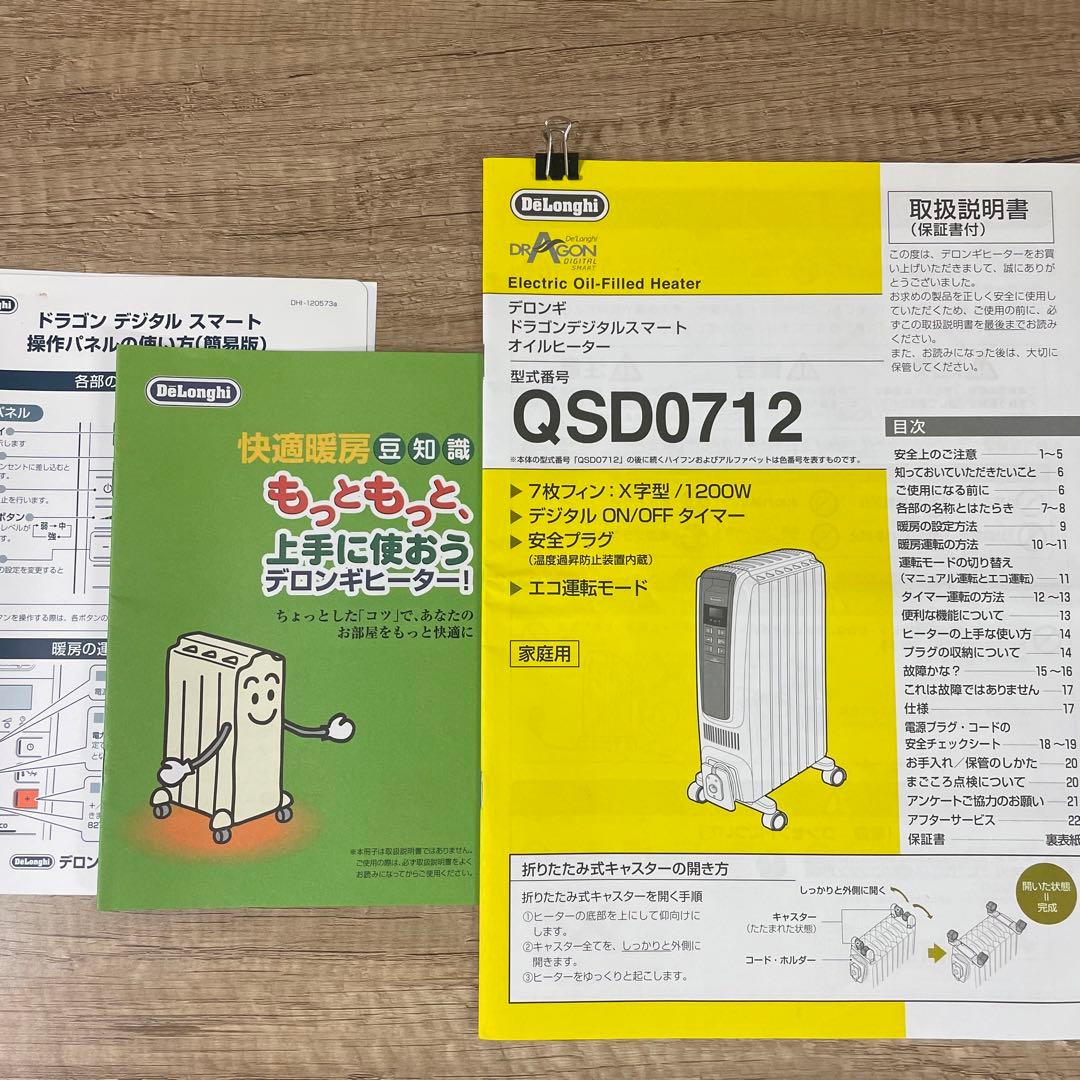 DHI-120573a
ドラゴン デジタル スマート
操作パネルの使い方(簡易版)
各部の
パネル
します
ンセントに差し込むと
止を行います。
ボタン
レベルが
弱→中
強
の設定を変更すると
タンを操作する際は、各ボタンの
暖房の運
DēLonghi デロン
DēLonghi
快適暖房豆知識
もっともっと、
上手に使おう
デロンギヒーター!
ちょっとした「コツ」で、あなたの
お部屋をもっと快適に
※本冊子は取扱説明書ではありません。
ご使用の際は、必ず取扱説明書をよく
お読みになってからご使用ください。
DēLonghi
De'Longhi
DRAGON
DIGITAL
SMART
Electric Oil-Filled Heater
デロンギ
ドラゴンデジタルスマート
オイルヒーター
型式番号
QSD0712
※本体の型式番号「QSD0712」の後に続くハイフンおよびアルファベットは色番号を表すものです。
▶ 7枚フィン:X字型/1200W
▶ デジタル ON/OFF タイマー
▶ 安全プラグ
(温度過昇防止装置内蔵)
▶ エコ運転モード
家庭用
取扱説明書
(保証書付)
この度は、デロンギヒーターをお買
い上げいただきまして、誠にありが
とうございました。
お求めの製品を正しく安全に使用し
ていただくため、ご使用の前に、必
ずこの取扱説明書を最後までお読み
ください。
また、お読みになった後は、大切に
保管してください。
目次
安全上のご注意 1~5
知っておいていただきたいこと 6
ご使用になる前に 6
各部の名称とはたらき 7~8
暖房の設定方法 9
暖房運転の方法 10~11
運転モードの切り替え
(マニュアル運転とエコ運転) 11
タイマー運転の方法 12~13
便利な機能について 13
ヒーターの上手な使い方 14
プラグの収納について 14
故障かな? 15~16
これは故障ではありません 17
仕様 17
電源プラグ・コードの
安全チェックシート 18~19
お手入れ/保管のしかた 20
まごころ点検について 20
アンケートご協力のお願い 21
アフターサービス 22
保証書 裏表紙
折りたたみ式キャスターの開き方
折りたたみ式キャスターを開く手順
①ヒーターの底部を上にして仰向けに
します。
②キャスター全てを、しっかりと外側に
開きます。
③ヒーターをゆっくりと起こします。
しっかりと外側に開く
キャスター
(たたまれた状態)
コード・ホルダー
開いた状態
=
完成